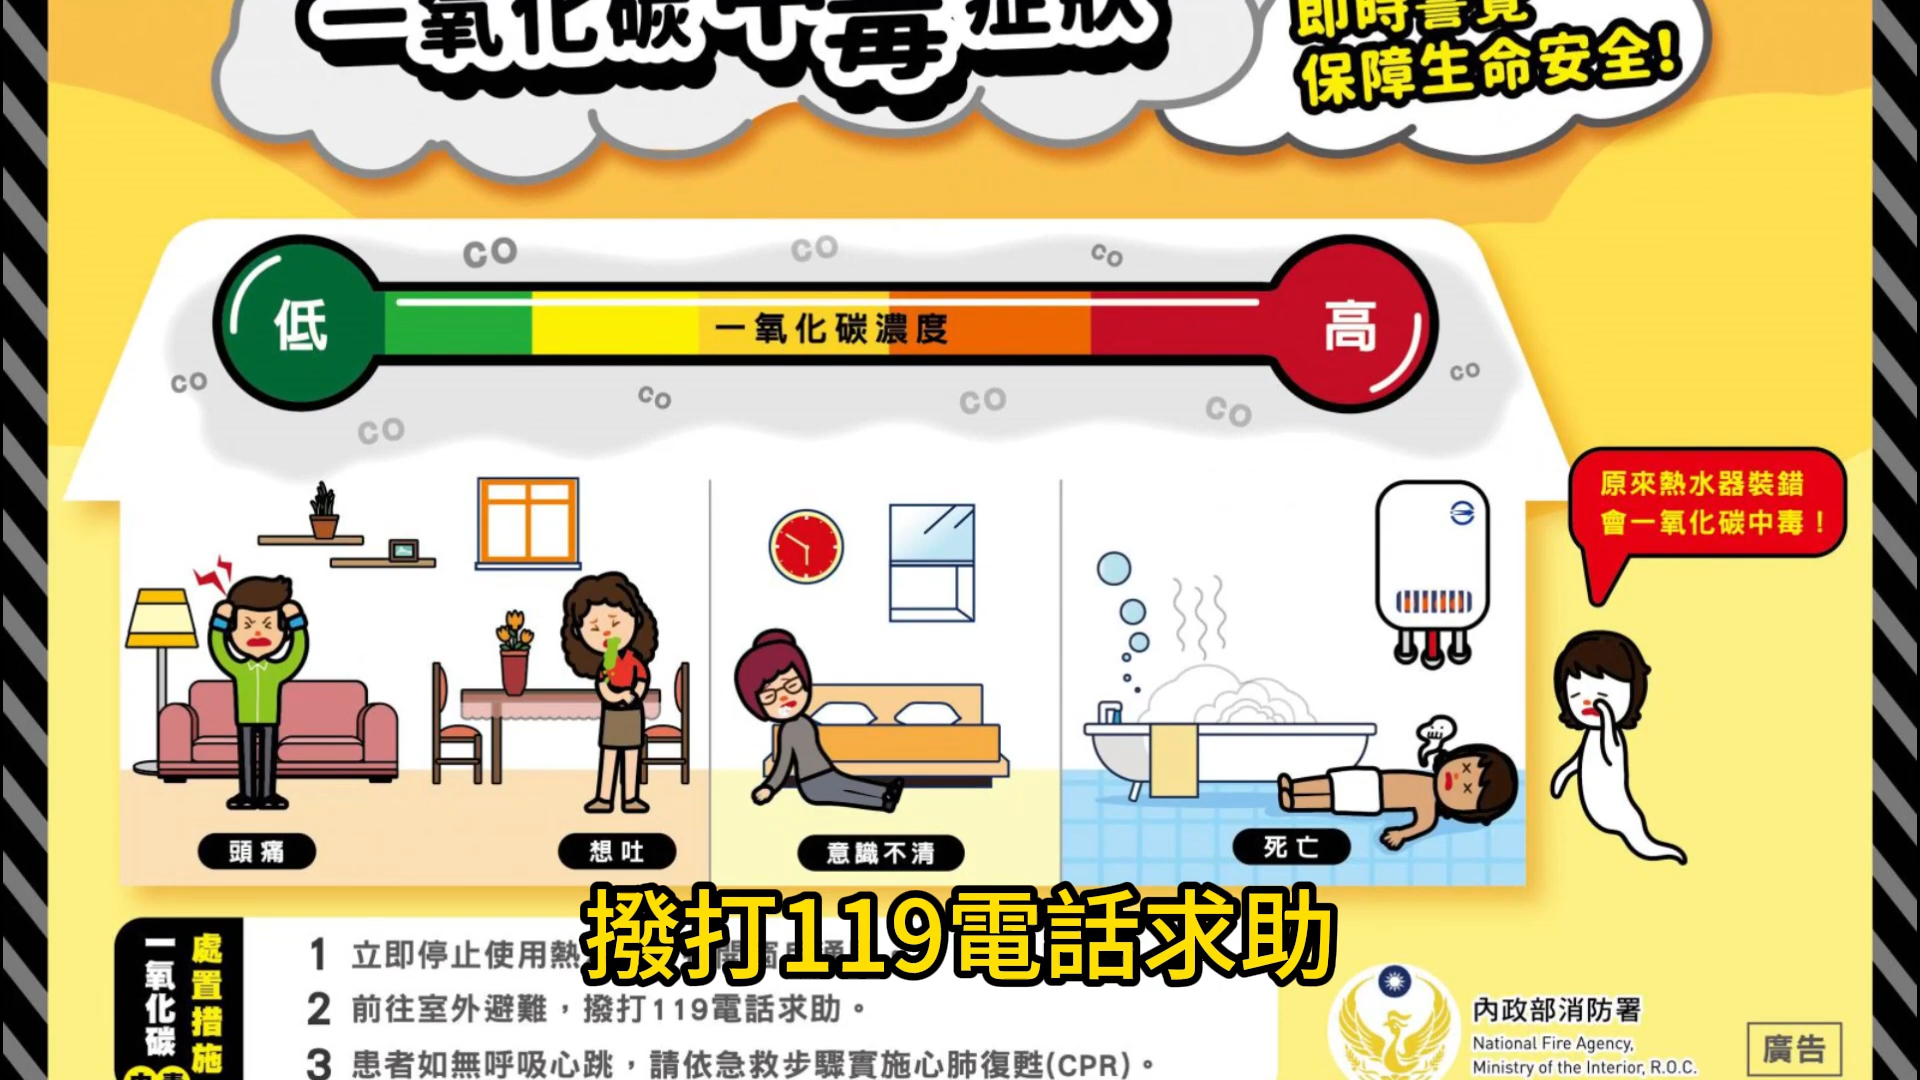 一氧化碳中毒症狀
即時警覺
保障生命安全!
CO
CO
CO
低
一氧化碳濃度
高
CO
CO
CO
CO
CO
CO
原來熱水器裝錯
會一氧化碳中毒！
頭痛
想吐
意識不清
死亡
撥打119電話求助
處置措施
一氧化碳
中毒
1 立即停止使用熱
2 前往室外避難，撥打119電話求助。
3 患者如無呼吸心跳，請依急救步驟實施心肺復甦(CPR)。
內政部消防署
National Fire Agency,
Ministry of the Interior, R.O.C.
廣告